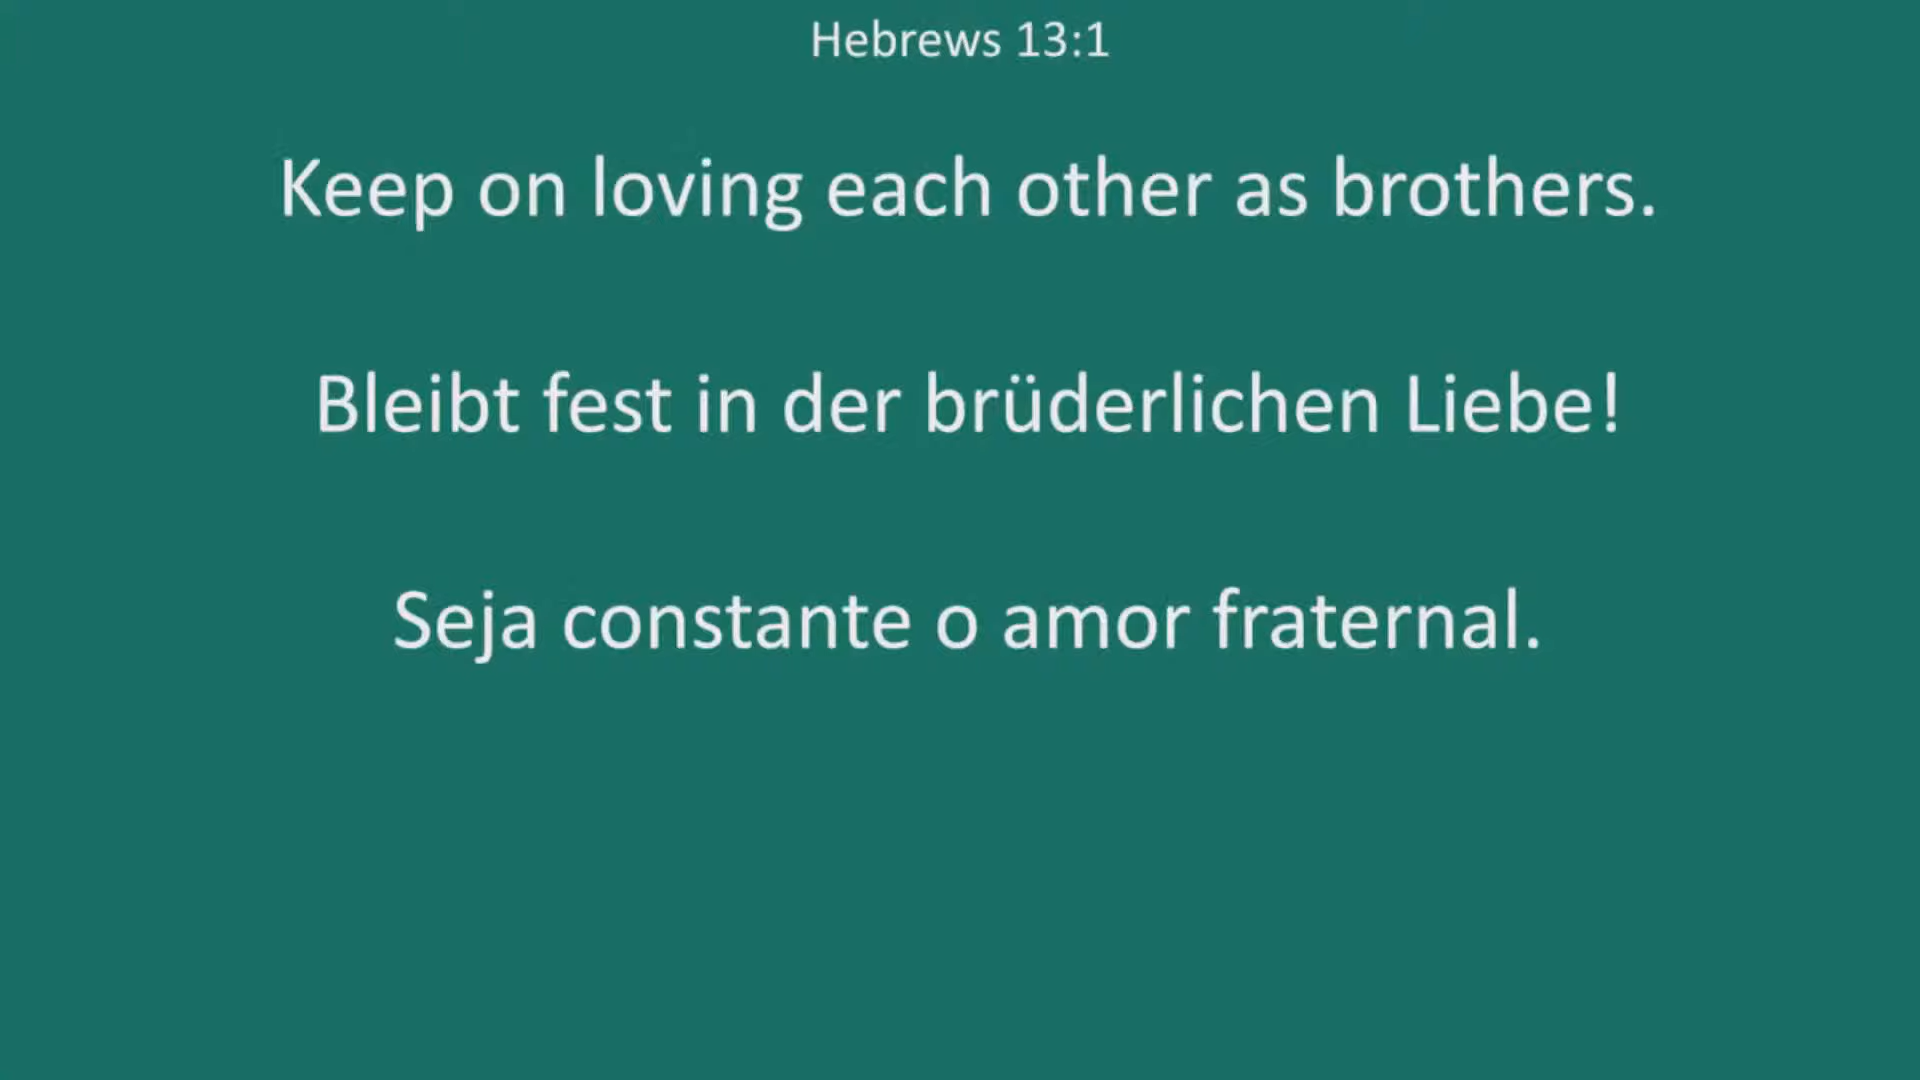 Hebrews 13:1
Keep on loving each other as brothers.
Bleibt fest in der brüderlichen Liebe!
Seja constante o amor fraternal.